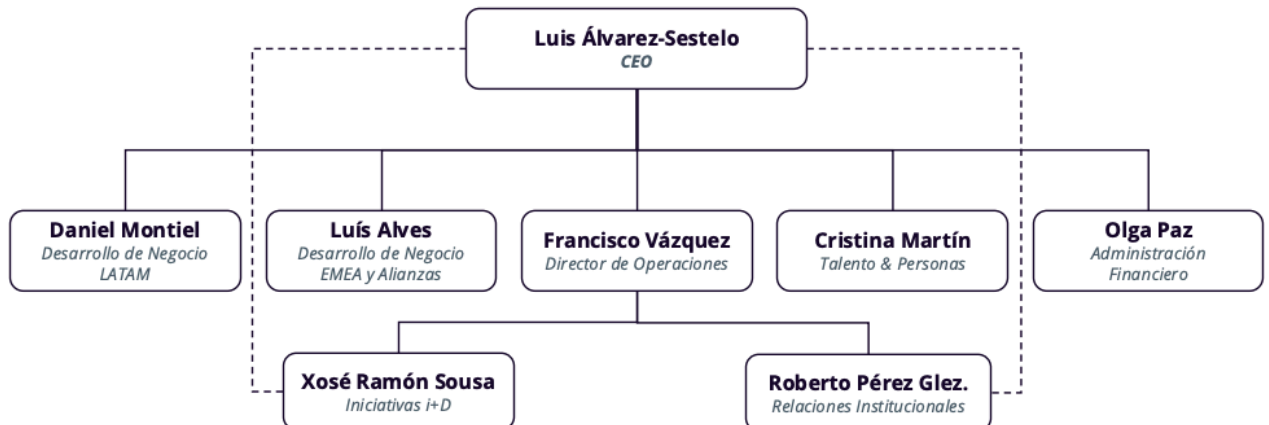 Luis Álvarez-Sestelo
CEO
Daniel Montiel
Desarrollo de Negocio
LATAM
Luís Alves
Desarrollo de Negocio
EMEA y Alianzas
Francisco Vázquez
Director de Operaciones
Cristina Martín
Talento & Personas
Olga Paz
Administración
Financiero
Xosé Ramón Sousa
Iniciativas i+D
Roberto Pérez Glez.
Relaciones Institucionales